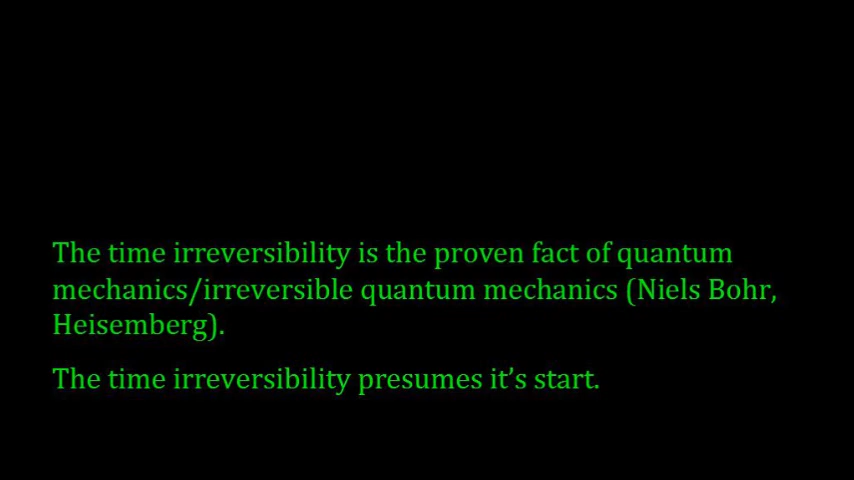 The time irreversibility is the proven fact of quantum
mechanics/irreversible quantum mechanics (Niels Bohr,
Heisemberg).
The time irreversibility presumes it’s start.